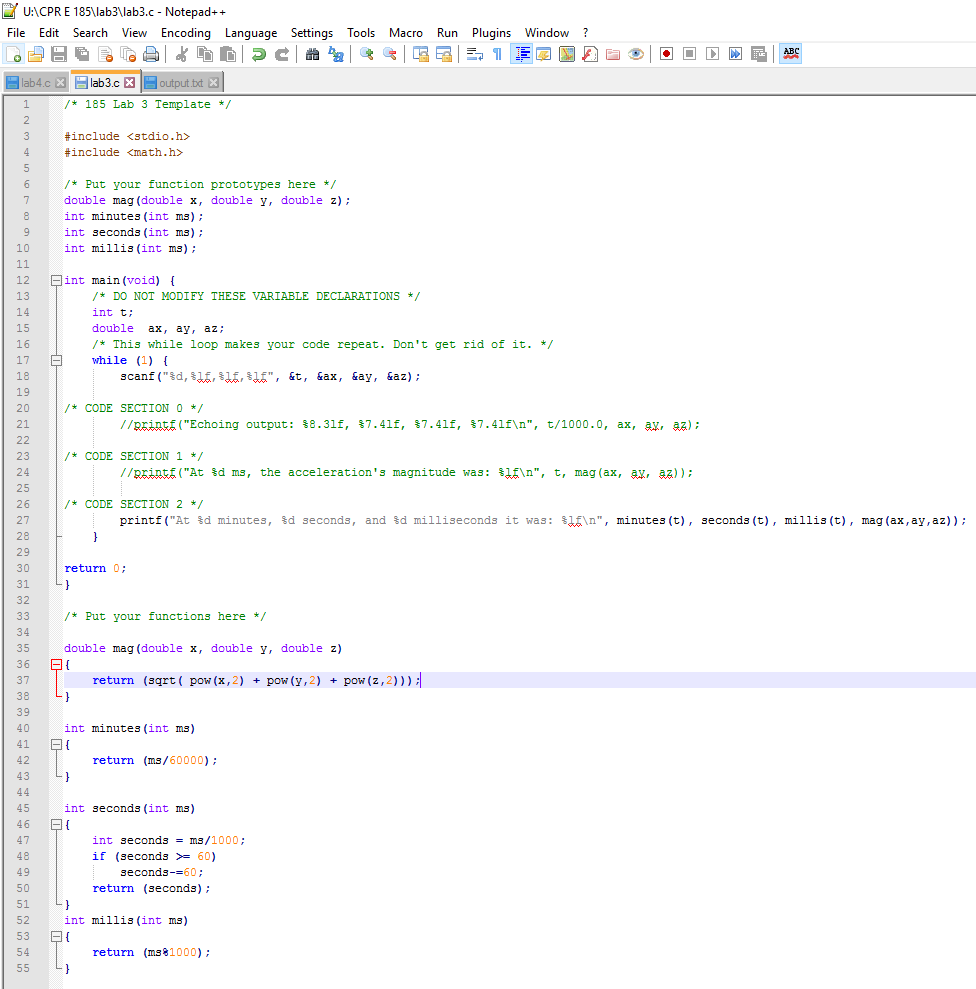 U:\CPR E 185\lab3\lab3.c - Notepad++
File Edit Search View Encoding Language Settings Tools Macro Run Plugins Window ?
ABC
lab4.c lab3.c output.txt
1 /* 185 Lab 3 Template */
2
3 #include <stdio.h>
4 #include <math.h>
5
6 /* Put your function prototypes here */
7 double mag(double x, double y, double z);
8 int minutes(int ms);
9 int seconds(int ms);
10 int millis(int ms);
11
12 int main(void) {
13     /* DO NOT MODIFY THESE VARIABLE DECLARATIONS */
14     int t;
15     double  ax, ay, az;
16     /* This while loop makes your code repeat. Don't get rid of it. */
17     while (1) {
18         scanf("%d,%lf,%lf,%lf", &t, &ax, &ay, &az);
19
20 /* CODE SECTION 0 */
21         //printf("Echoing output: %8.3lf, %7.4lf, %7.4lf, %7.4lf\n", t/1000.0, ax, ay, az);
22
23 /* CODE SECTION 1 */
24         //printf("At %d ms, the acceleration's magnitude was: %lf\n", t, mag(ax, ay, az));
25
26 /* CODE SECTION 2 */
27         printf("At %d minutes, %d seconds, and %d milliseconds it was: %lf\n", minutes(t), seconds(t), millis(t), mag(ax,ay,az));
28     }
29
30 return 0;
31 }
32
33 /* Put your functions here */
34
35 double mag(double x, double y, double z)
36 {
37     return (sqrt( pow(x,2) + pow(y,2) + pow(z,2)));
38 }
39
40 int minutes(int ms)
41 {
42     return (ms/60000);
43 }
44
45 int seconds(int ms)
46 {
47     int seconds = ms/1000;
48     if (seconds >= 60)
49         seconds-=60;
50     return (seconds);
51 }
52 int millis(int ms)
53 {
54     return (ms%1000);
55 }